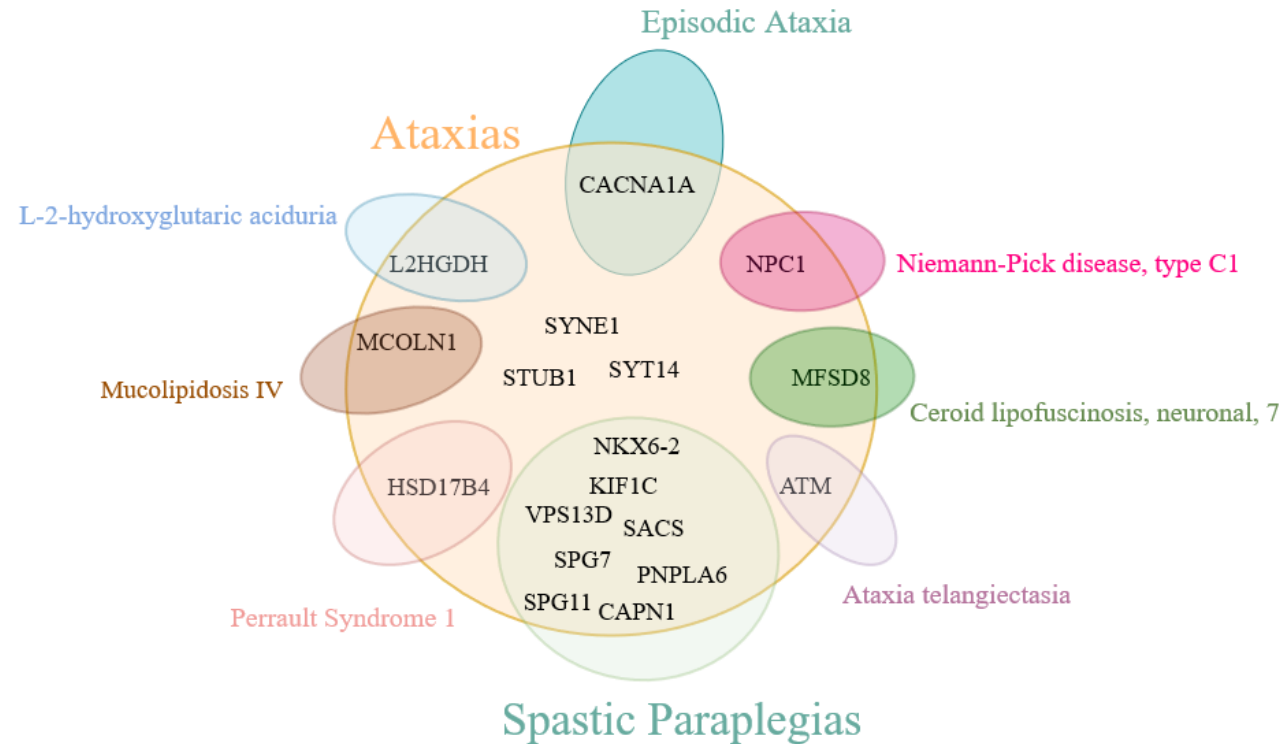 Episodic Ataxia
Ataxias
CACNA1A
L-2-hydroxyglutaric aciduria
L2HGDH
NPC1
Niemann-Pick disease, type C1
SYNE1
MCOLN1
SYT14
STUB1
MFSD8
Mucolipidosis IV
Ceroid lipofuscinosis, neuronal, 7
NKX6-2
HSD17B4
KIF1C
ATM
VPS13D
SACS
SPG7
PNPLA6
Ataxia telangiectasia
SPG11
CAPN1
Perrault Syndrome 1
Spastic Paraplegias